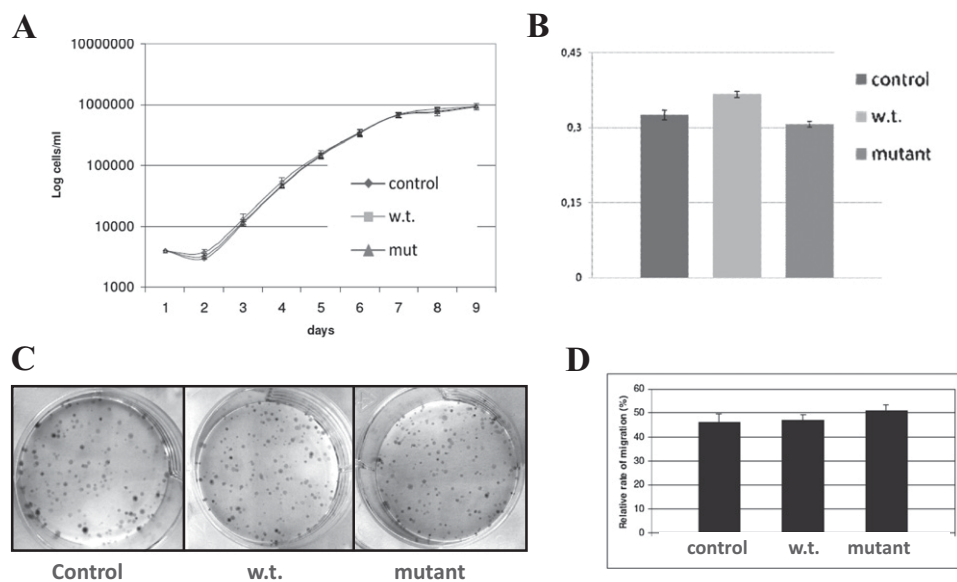 A
10000000
1000000
100000
10000
1000
Log cells/ml
control
w.t.
mut
1 2 3 4 5 6 7 8 9
days
B
0,45
0,3
0,15
0
control
w.t.
mutant
C
Control w.t. mutant
D
Relative rate of migration (%)
60
50
40
30
20
10
0
control w.t. mutant